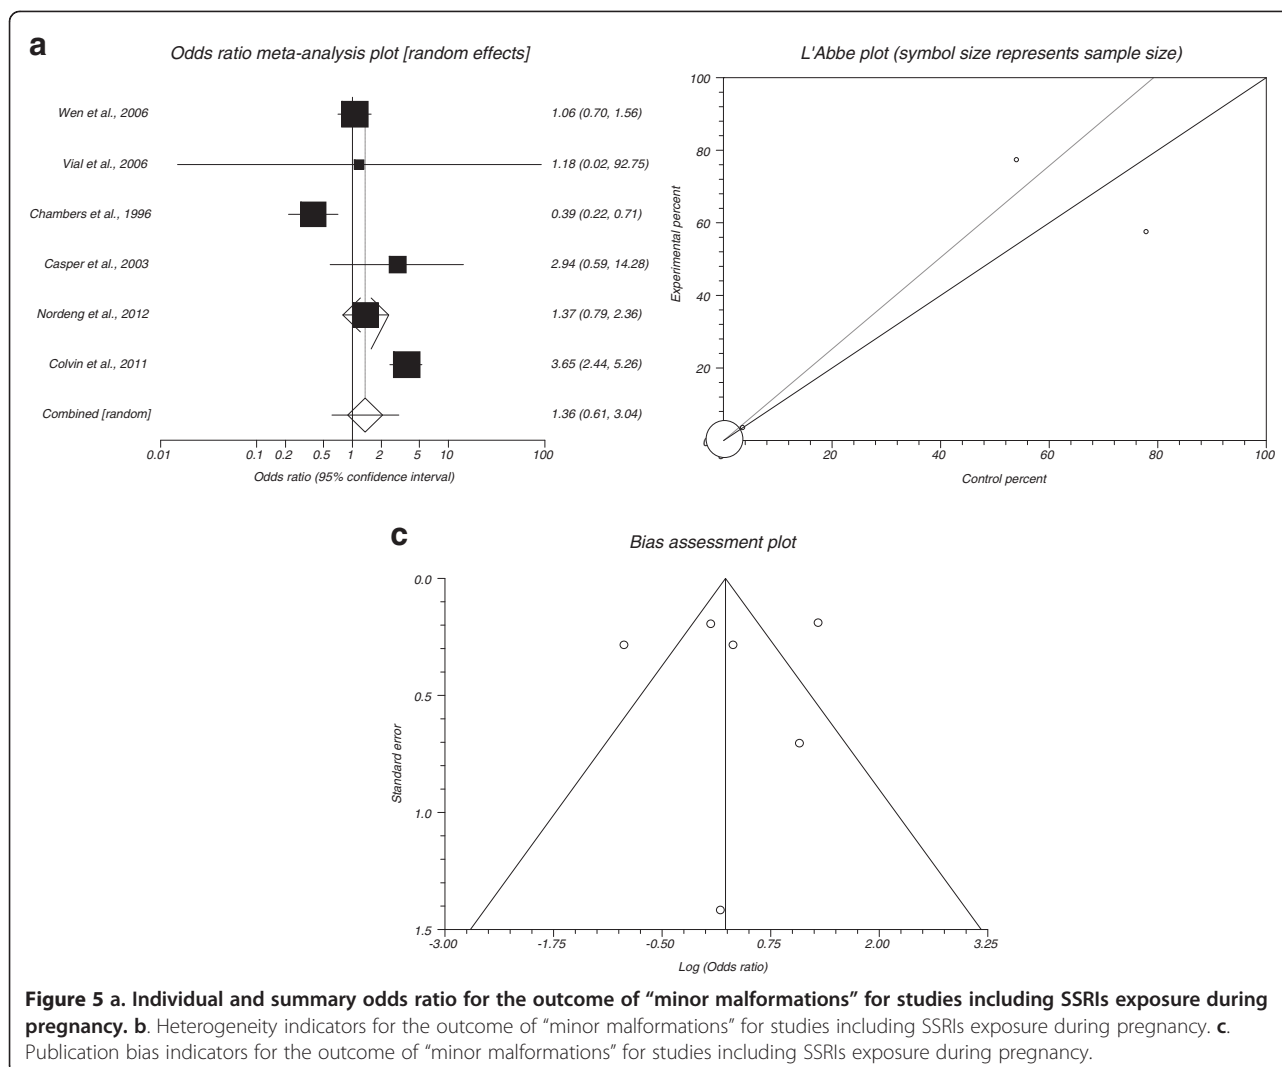 a
Odds ratio meta-analysis plot [random effects]
Wen et al., 2006 1.06 (0.70, 1.56)
Vial et al., 2006 1.18 (0.02, 92.75)
Chambers et al., 1996 0.39 (0.22, 0.71)
Casper et al., 2003 2.94 (0.59, 14.28)
Nordeng et al., 2012 1.37 (0.79, 2.36)
Colvin et al., 2011 3.65 (2.44, 5.26)
Combined [random] 1.36 (0.61, 3.04)
0.01 0.1 0.2 0.5 1 2 5 10 100
Odds ratio (95% confidence interval)
L'Abbe plot (symbol size represents sample size)
100
80
60
40
20
Experimental percent
20 40 60 80 100
Control percent
c
Bias assessment plot
0.0
0.5
1.0
1.5
Standard error
-3.00 -1.75 -0.50 0.75 2.00 3.25
Log (Odds ratio)
Figure 5 a. Individual and summary odds ratio for the outcome of “minor malformations” for studies including SSRIs exposure during
pregnancy. b. Heterogeneity indicators for the outcome of “minor malformations” for studies including SSRIs exposure during pregnancy. c.
Publication bias indicators for the outcome of “minor malformations” for studies including SSRIs exposure during pregnancy.